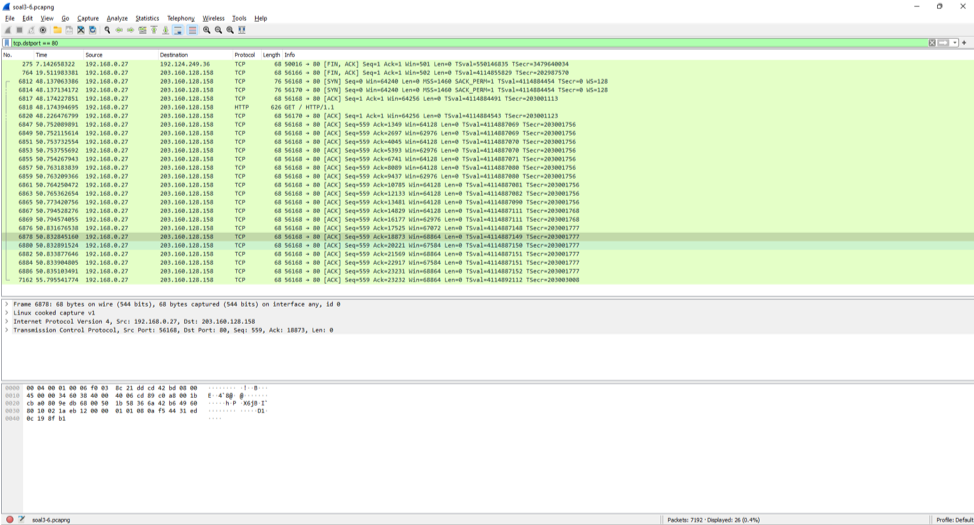 soal3-6.pcapng
File Edit View Go Capture Analyze Statistics Telephony Wireless Tools Help
tcp.dstport == 80
No. Time Source Destination Protocol Length Info
275 7.142658322 192.168.0.27 192.124.249.36 TCP 68 50016 → 80 [FIN, ACK] Seq=1 Ack=1 Win=501 Len=0 TSval=550146835 TSecr=3479640034
764 19.511983381 192.168.0.27 203.160.128.158 TCP 68 56166 → 80 [FIN, ACK] Seq=1 Ack=1 Win=502 Len=0 TSval=4114855829 TSecr=202987570
6812 48.137063386 192.168.0.27 203.160.128.158 TCP 76 56168 → 80 [SYN] Seq=0 Win=64240 Len=0 MSS=1460 SACK_PERM=1 TSval=4114884454 TSecr=0 WS=128
6814 48.137134172 192.168.0.27 203.160.128.158 TCP 76 56170 → 80 [SYN] Seq=0 Win=64240 Len=0 MSS=1460 SACK_PERM=1 TSval=4114884454 TSecr=0 WS=128
6817 48.174227851 192.168.0.27 203.160.128.158 TCP 68 56168 → 80 [ACK] Seq=1 Ack=1 Win=64256 Len=0 TSval=4114884491 TSecr=203001113
6818 48.174394695 192.168.0.27 203.160.128.158 HTTP 626 GET / HTTP/1.1
6820 48.226476799 192.168.0.27 203.160.128.158 TCP 68 56170 → 80 [ACK] Seq=1 Ack=1 Win=64256 Len=0 TSval=4114884543 TSecr=203001123
6847 50.752089891 192.168.0.27 203.160.128.158 TCP 68 56168 → 80 [ACK] Seq=559 Ack=1349 Win=64128 Len=0 TSval=4114887069 TSecr=203001756
6849 50.752115614 192.168.0.27 203.160.128.158 TCP 68 56168 → 80 [ACK] Seq=559 Ack=2697 Win=62976 Len=0 TSval=4114887069 TSecr=203001756
6851 50.753732554 192.168.0.27 203.160.128.158 TCP 68 56168 → 80 [ACK] Seq=559 Ack=4045 Win=64128 Len=0 TSval=4114887070 TSecr=203001756
6853 50.753755692 192.168.0.27 203.160.128.158 TCP 68 56168 → 80 [ACK] Seq=559 Ack=5393 Win=62976 Len=0 TSval=4114887070 TSecr=203001756
6855 50.754267943 192.168.0.27 203.160.128.158 TCP 68 56168 → 80 [ACK] Seq=559 Ack=6741 Win=64128 Len=0 TSval=4114887071 TSecr=203001756
6857 50.763183839 192.168.0.27 203.160.128.158 TCP 68 56168 → 80 [ACK] Seq=559 Ack=8089 Win=64128 Len=0 TSval=4114887080 TSecr=203001756
6859 50.763209366 192.168.0.27 203.160.128.158 TCP 68 56168 → 80 [ACK] Seq=559 Ack=9437 Win=62976 Len=0 TSval=4114887080 TSecr=203001756
6861 50.764250472 192.168.0.27 203.160.128.158 TCP 68 56168 → 80 [ACK] Seq=559 Ack=10785 Win=64128 Len=0 TSval=4114887081 TSecr=203001756
6863 50.765362654 192.168.0.27 203.160.128.158 TCP 68 56168 → 80 [ACK] Seq=559 Ack=12133 Win=64128 Len=0 TSval=4114887082 TSecr=203001756
6865 50.773420756 192.168.0.27 203.160.128.158 TCP 68 56168 → 80 [ACK] Seq=559 Ack=13481 Win=64128 Len=0 TSval=4114887090 TSecr=203001756
6867 50.794528276 192.168.0.27 203.160.128.158 TCP 68 56168 → 80 [ACK] Seq=559 Ack=14829 Win=64128 Len=0 TSval=4114887111 TSecr=203001768
6869 50.794574055 192.168.0.27 203.160.128.158 TCP 68 56168 → 80 [ACK] Seq=559 Ack=16177 Win=62976 Len=0 TSval=4114887111 TSecr=203001768
6876 50.831676538 192.168.0.27 203.160.128.158 TCP 68 56168 → 80 [ACK] Seq=559 Ack=17525 Win=67072 Len=0 TSval=4114887148 TSecr=203001777
6878 50.832845160 192.168.0.27 203.160.128.158 TCP 68 56168 → 80 [ACK] Seq=559 Ack=18873 Win=68864 Len=0 TSval=4114887149 TSecr=203001777
6880 50.832891524 192.168.0.27 203.160.128.158 TCP 68 56168 → 80 [ACK] Seq=559 Ack=20221 Win=67584 Len=0 TSval=4114887150 TSecr=203001777
6882 50.833877646 192.168.0.27 203.160.128.158 TCP 68 56168 → 80 [ACK] Seq=559 Ack=21569 Win=68864 Len=0 TSval=4114887151 TSecr=203001777
6884 50.833904005 192.168.0.27 203.160.128.158 TCP 68 56168 → 80 [ACK] Seq=559 Ack=22917 Win=67584 Len=0 TSval=4114887151 TSecr=203001777
6886 50.835103491 192.168.0.27 203.160.128.158 TCP 68 56168 → 80 [ACK] Seq=559 Ack=23231 Win=68864 Len=0 TSval=4114887152 TSecr=203001777
7162 55.795541774 192.168.0.27 203.160.128.158 TCP 68 56168 → 80 [ACK] Seq=559 Ack=23232 Win=68864 Len=0 TSval=4114892112 TSecr=203003008
Frame 6878: 68 bytes on wire (544 bits), 68 bytes captured (544 bits) on interface any, id 0
Linux cooked capture v1
Internet Protocol Version 4, Src: 192.168.0.27, Dst: 203.160.128.158
Transmission Control Protocol, Src Port: 56168, Dst Port: 80, Seq: 559, Ack: 18873, Len: 0
0000 00 04 00 01 00 06 f0 03 8c 21 dd cd 42 bd 08 00 ········ ·!··B···
0010 45 00 00 34 60 38 40 00 40 06 cd 89 c0 a8 00 1b E··4`8@· @·······
0020 cb a0 80 9e db 68 00 50 1b 58 36 6a 42 b6 49 60 ·····h·P ·X6jB·I`
0030 80 10 02 1a eb 12 00 00 01 01 08 0a f5 44 31 ed ········ ·····D1·
0040 0c 19 8f b1 ····
soal3-6.pcapng
Packets: 7192 · Displayed: 26 (0.4%)
Profile: Default